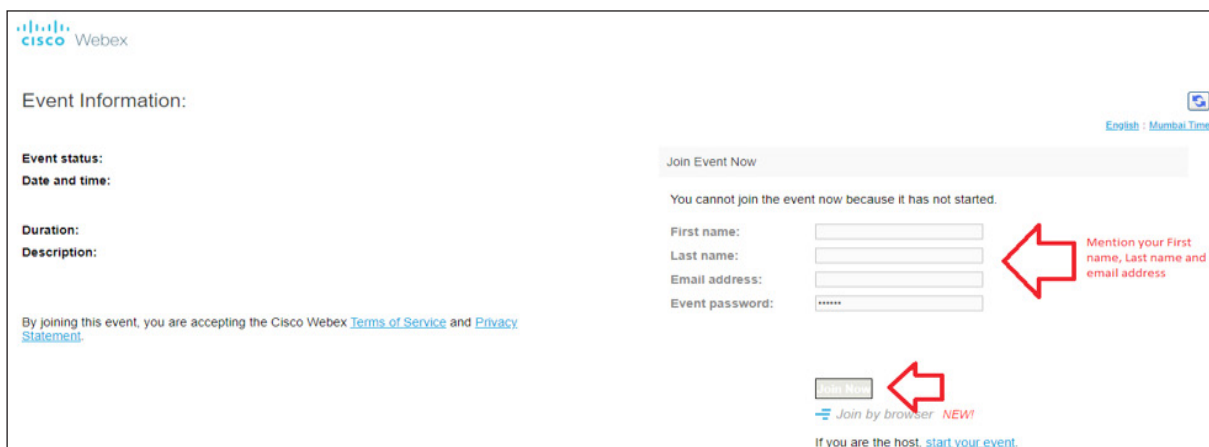 CISCO Webex
Event Information:
English : Mumbai Time
Event status:
Date and time:
Duration:
Description:
By joining this event, you are accepting the Cisco Webex Terms of Service and Privacy
Statement.
Join Event Now
You cannot join the event now because it has not started.
First name:
Last name:
Email address:
Event password:
••••••
Mention your First
name, Last name and
email address
Join Now
Join by browser NEW!
If you are the host, start your event.